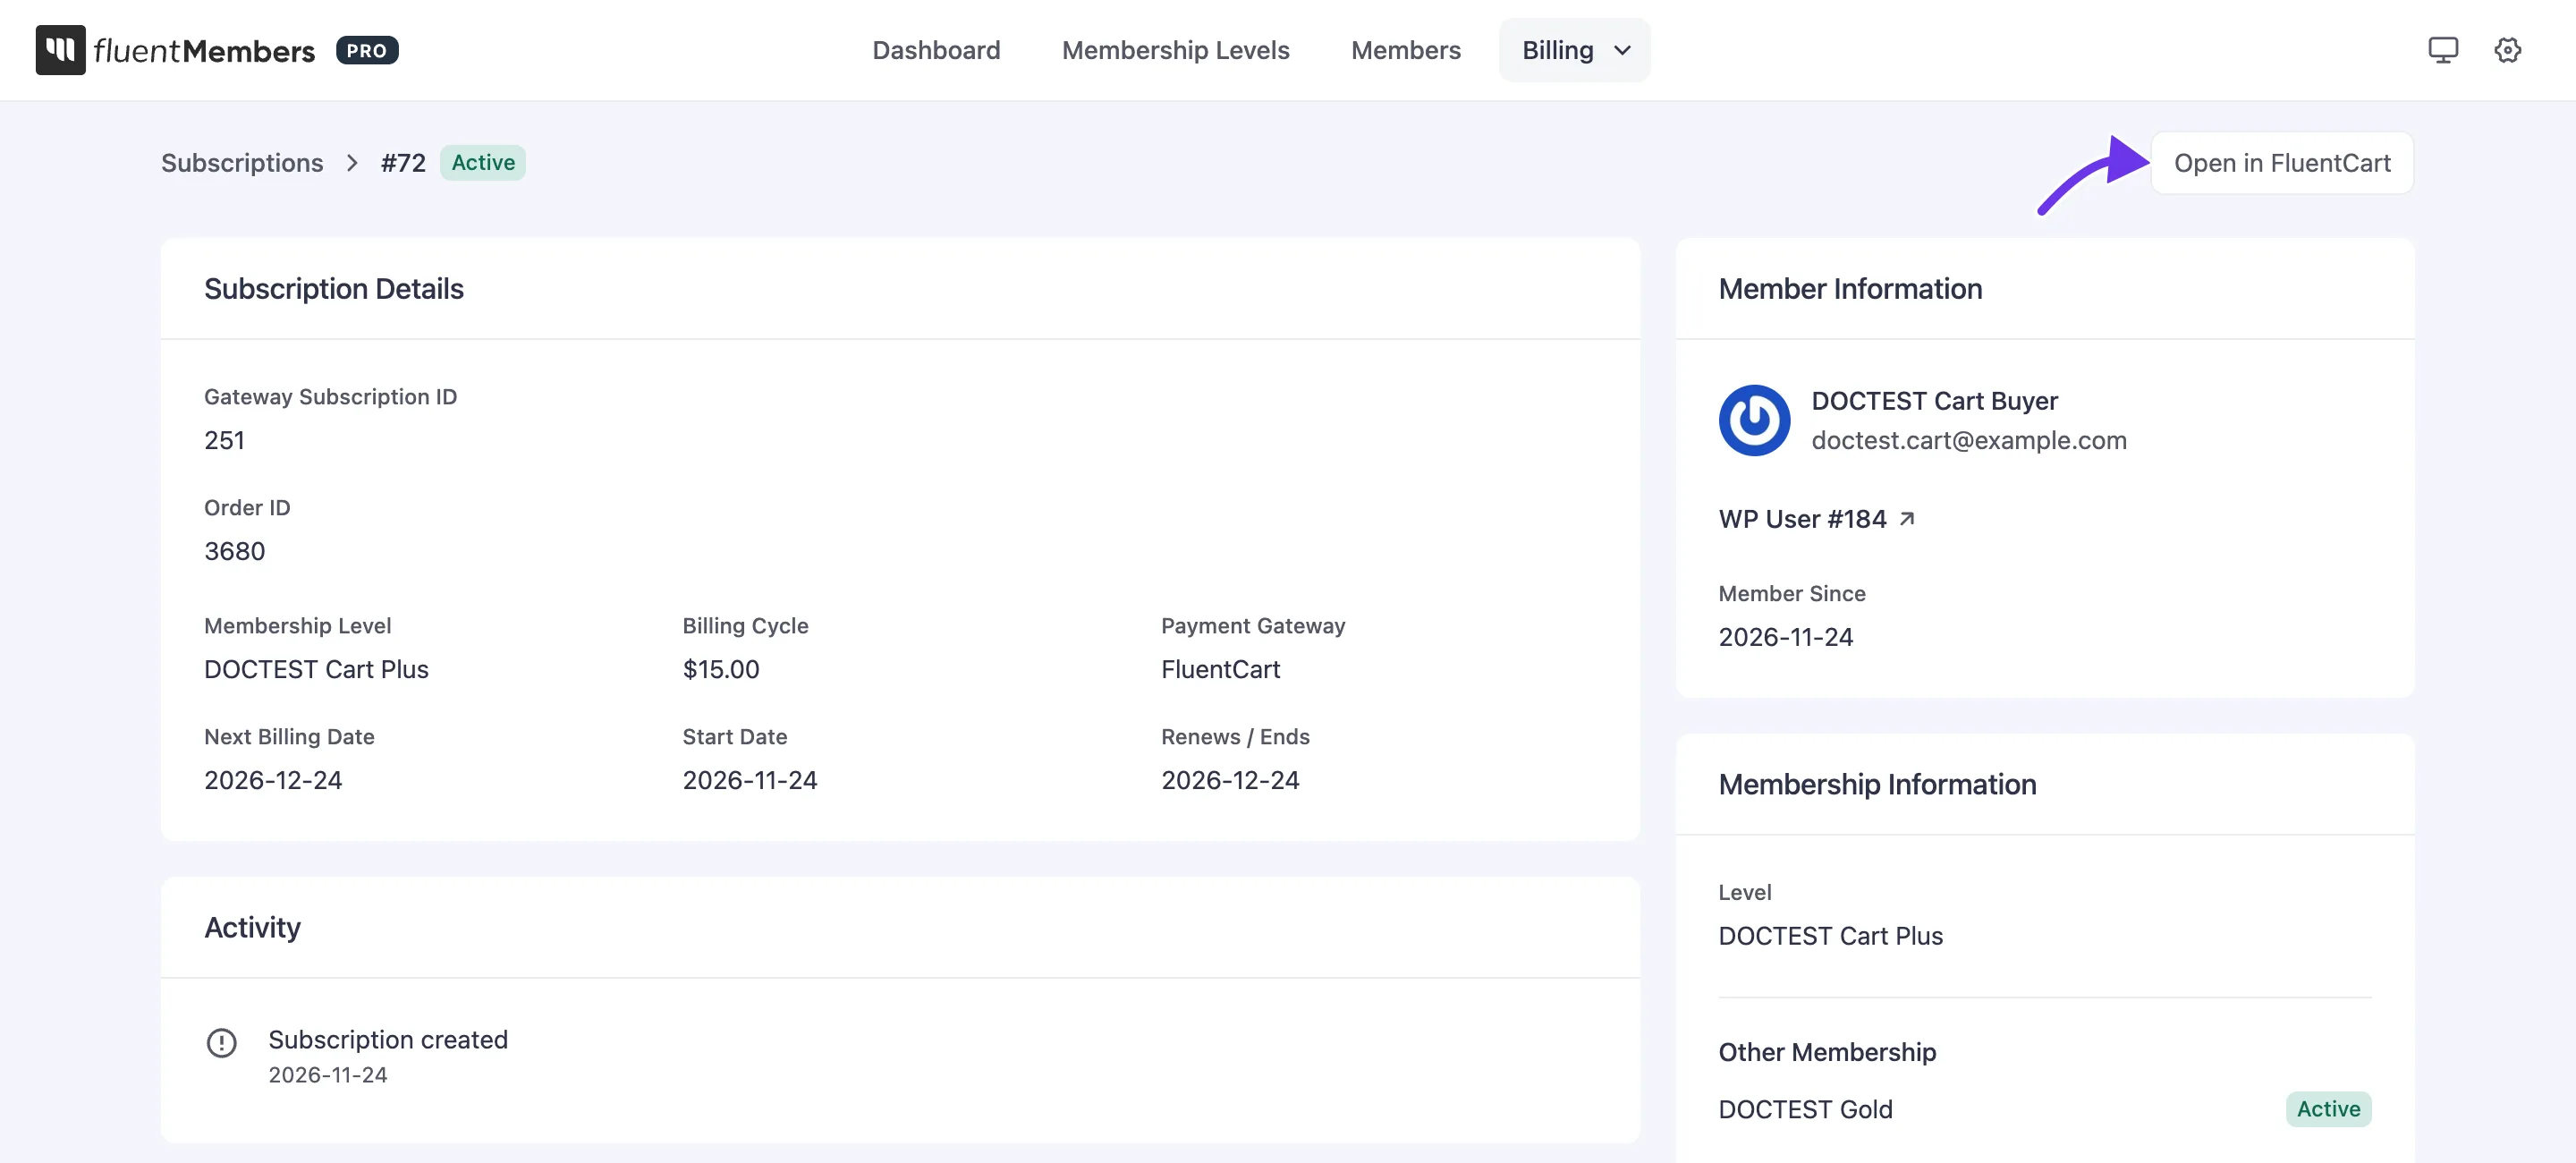 fluentMembers PRO
Dashboard
Membership Levels
Members
Billing
Subscriptions > #72 Active
Open in FluentCart
Subscription Details
Gateway Subscription ID
251
Order ID
3680
Membership Level
DOCTEST Cart Plus
Billing Cycle
$15.00
Payment Gateway
FluentCart
Next Billing Date
2026-12-24
Start Date
2026-11-24
Renews / Ends
2026-12-24
Activity
Subscription created
2026-11-24
Member Information
DOCTEST Cart Buyer
doctest.cart@example.com
WP User #184
Member Since
2026-11-24
Membership Information
Level
DOCTEST Cart Plus
Other Membership
DOCTEST Gold
Active